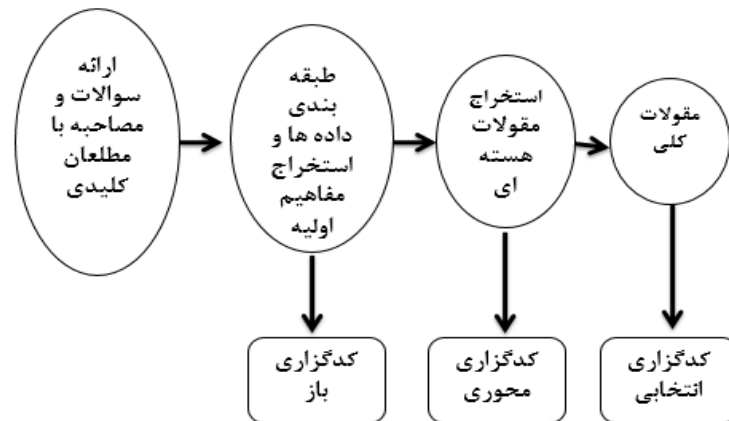 ارائه
سوالات و
مصاحبه با
مطلعان
کلیدی
طبقه
بندی
داده ها و
استخراج
مفاهیم
اولیه
استخراج
مقولات
هسته
ای
مقولات
کلی
کدگزاری
باز
کدگزاری
محوری
کدگزاری
انتخابی